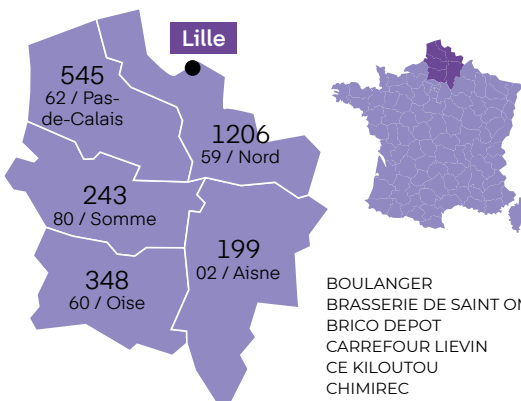 Lille
545
62 / Pas-
de-Calais
1206
59 / Nord
243
80 / Somme
199
02 / Aisne
348
60 / Oise
BOULANGER
BRASSERIE DE SAINT
BRICO DEPOT
CARREFOUR LIEVIN
CE KILOUTOU
CHIMIREC